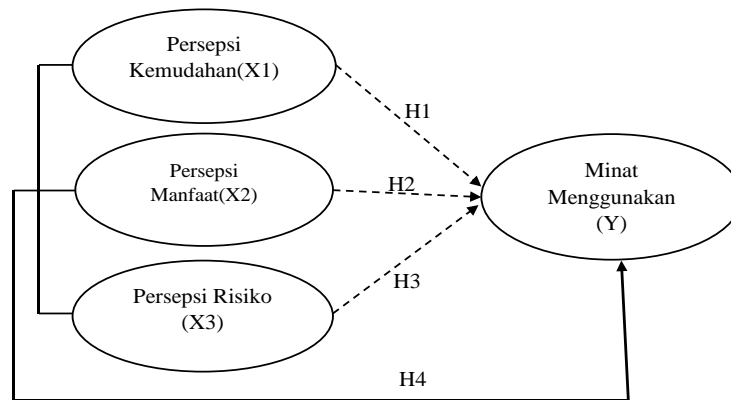 Persepsi
Kemudahan(X1)
H1
Persepsi
Manfaat(X2)
H2
Minat
Menggunakan
(Y)
Persepsi Risiko
(X3)
H3
H4